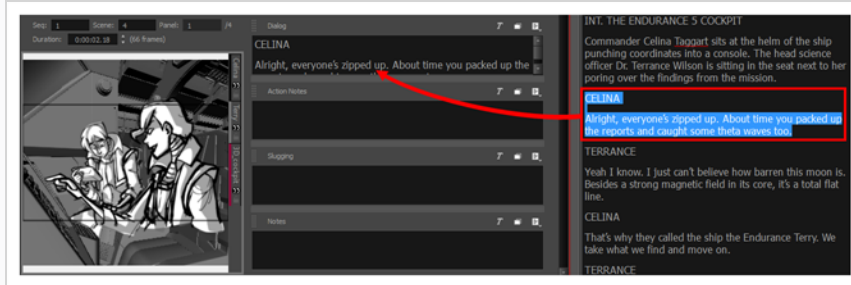 Seq: 1 Scene: 4 Panel: 1 /4
Duration: 0:00:02.18 (66 frames)
Celina
Terry
3D cockpit
Dialog
CELINA
Alright, everyone's zipped up. About time you packed up the
Action Notes
Slugging
Notes
INT. THE ENDURANCE 5 COCKPIT
Commander Celina Taggart sits at the helm of the ship
punching coordinates into a console. The head science
officer Dr. Terrance Wilson is sitting in the seat next to her
poring over the findings from the mission.
CELINA
Alright, everyone's zipped up. About time you packed up
the reports and caught some theta waves too.
TERRANCE
Yeah I know. I just can't believe how barren this moon is.
Besides a strong magnetic field in its core, it's a total flat
line.
CELINA
That's why they called the ship the Endurance Terry. We
take what we find and move on.
TERRANCE